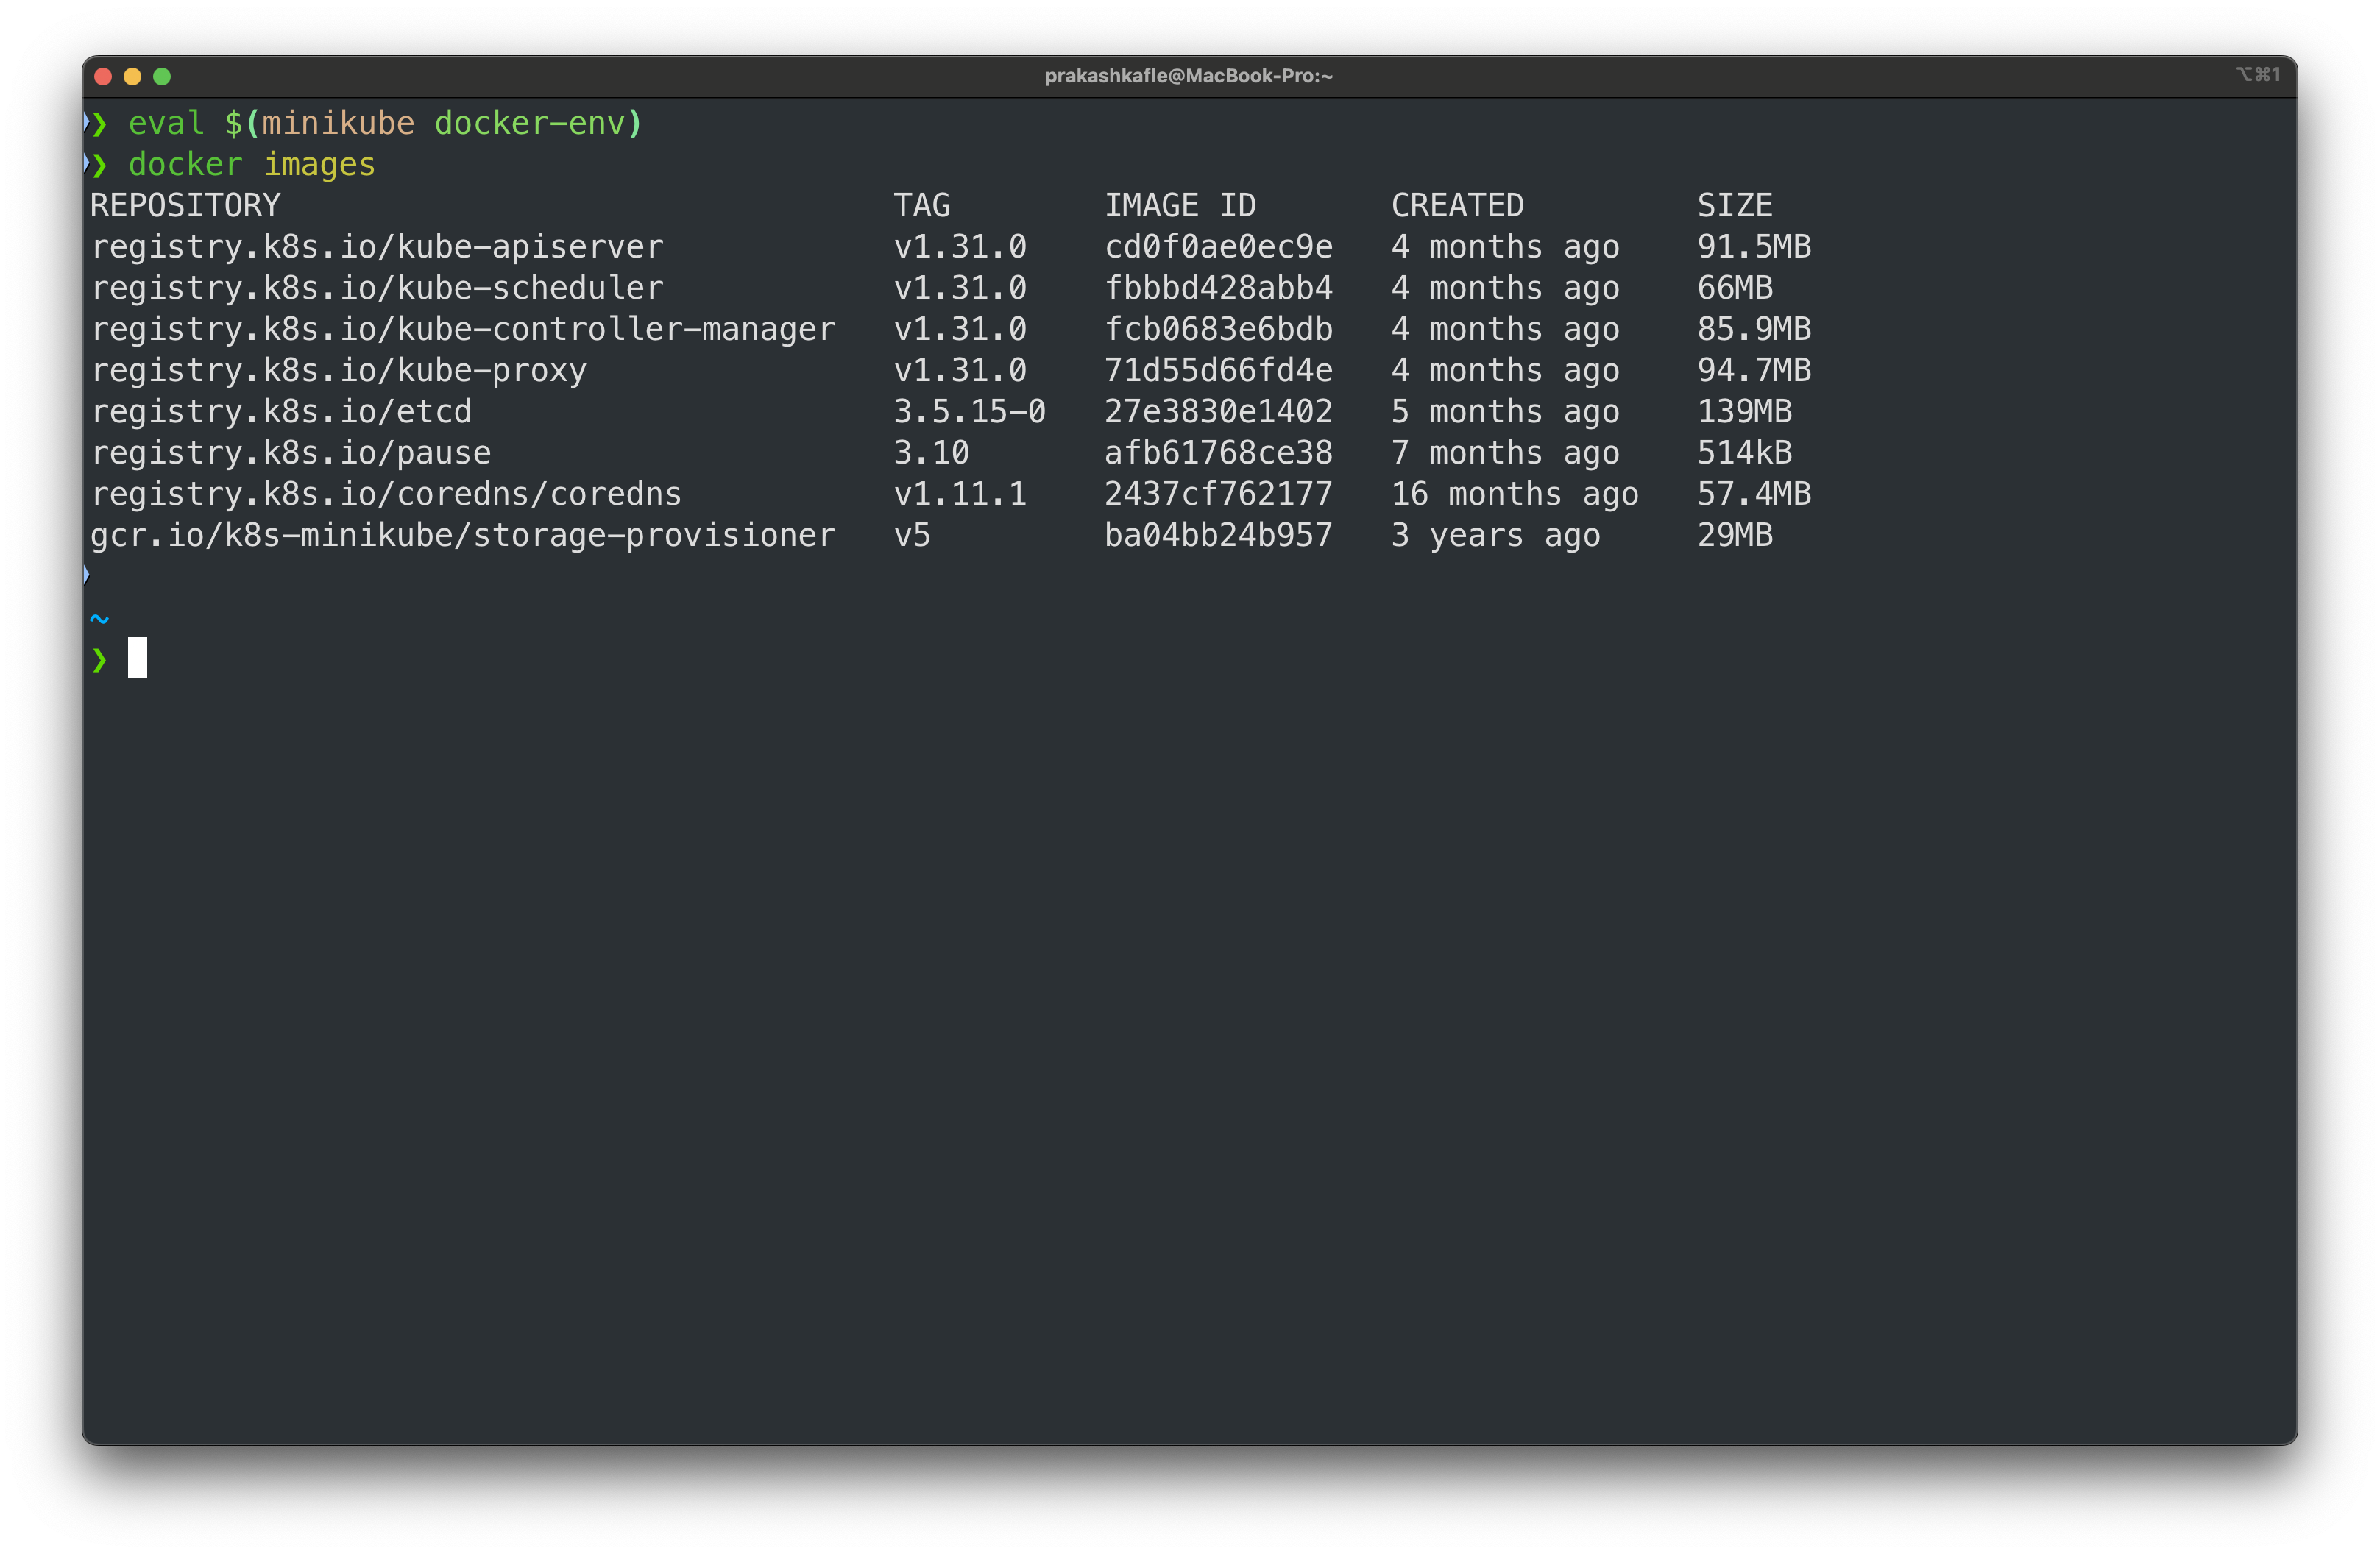 prakashkafle@MacBook-Pro:~
⌥⌘1
❯ eval $(minikube docker-env)
❯ docker images
REPOSITORY TAG IMAGE ID CREATED SIZE
registry.k8s.io/kube-apiserver v1.31.0 cd0f0ae0ec9e 4 months ago 91.5MB
registry.k8s.io/kube-scheduler v1.31.0 fbbbd428abb4 4 months ago 66MB
registry.k8s.io/kube-controller-manager v1.31.0 fcb0683e6bdb 4 months ago 85.9MB
registry.k8s.io/kube-proxy v1.31.0 71d55d66fd4e 4 months ago 94.7MB
registry.k8s.io/etcd 3.5.15-0 27e3830e1402 5 months ago 139MB
registry.k8s.io/pause 3.10 afb61768ce38 7 months ago 514kB
registry.k8s.io/coredns/coredns v1.11.1 2437cf762177 16 months ago 57.4MB
gcr.io/k8s-minikube/storage-provisioner v5 ba04bb24b957 3 years ago 29MB
~
❯